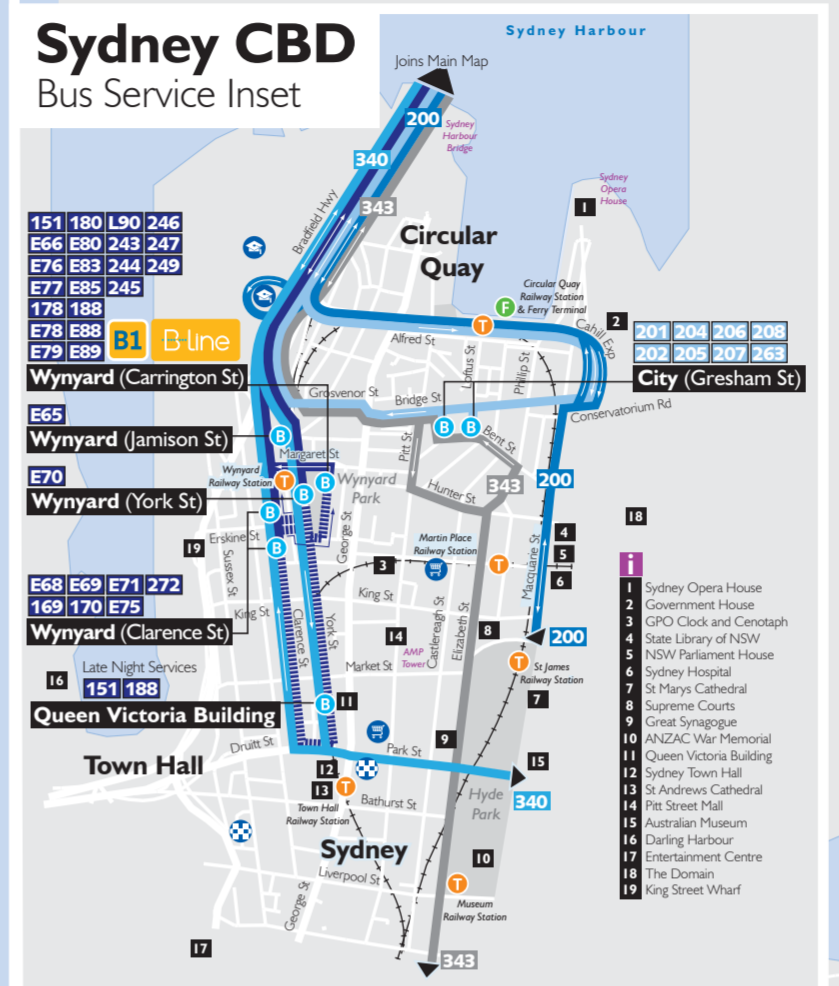 Sydney CBD
Bus Service Inset
Sydney Harbour
Joins Main Map
200
Sydney
Harbour
Bridge
340
343
Bradfield Hwy
Sydney
Opera
House
1
Circular
Quay
151 180 L90 246
E66 E80 243 247
E76 E83 244 249
E77 E85 245
178 188
E78 E88
E79 E89
B1 B-Line
Wynyard (Carrington St)
Circular Quay
Railway Station
& Ferry Terminal
F
T
Cahill Exp
2
201 204 206 208
202 205 207 263
City (Gresham St)
Alfred St
Loftus St
Phillip St
Grosvenor St
Bridge St
Conservatorium Rd
B
B
Bent St
Pitt St
E65
Wynyard (Jamison St)
B
Margaret St
E70
Wynyard (York St)
Wynyard
Railway Station
T
B
B
Wynyard
Park
Hunter St
343
200
B
B
Erskine St
19
Sussex St
George St
Martin Place
Railway Station
T
3
Macquarie St
18
4
5
6
E68 E69 E71 272
169 170 E75
Wynyard (Clarence St)
King St
King St
Clarence St
York St
14
AMP
Tower
Castlereagh St
Elizabeth St
8
200
T
St James
Railway Station
7
Market St
16
Late Night Services
151 188
Queen Victoria Building
B
11
Druitt St
Town Hall
Park St
9
15
340
Hyde
Park
12
13
T
Town Hall
Railway Station
Bathurst St
Sydney
10
Liverpool St
T
Museum
Railway Station
George St
17
343
i
1 Sydney Opera House
2 Government House
3 GPO Clock and Cenotaph
4 State Library of NSW
5 NSW Parliament House
6 Sydney Hospital
7 St Marys Cathedral
8 Supreme Courts
9 Great Synagogue
10 ANZAC War Memorial
11 Queen Victoria Building
12 Sydney Town Hall
13 St Andrews Cathedral
14 Pitt Street Mall
15 Australian Museum
16 Darling Harbour
17 Entertainment Centre
18 The Domain
19 King Street Wharf